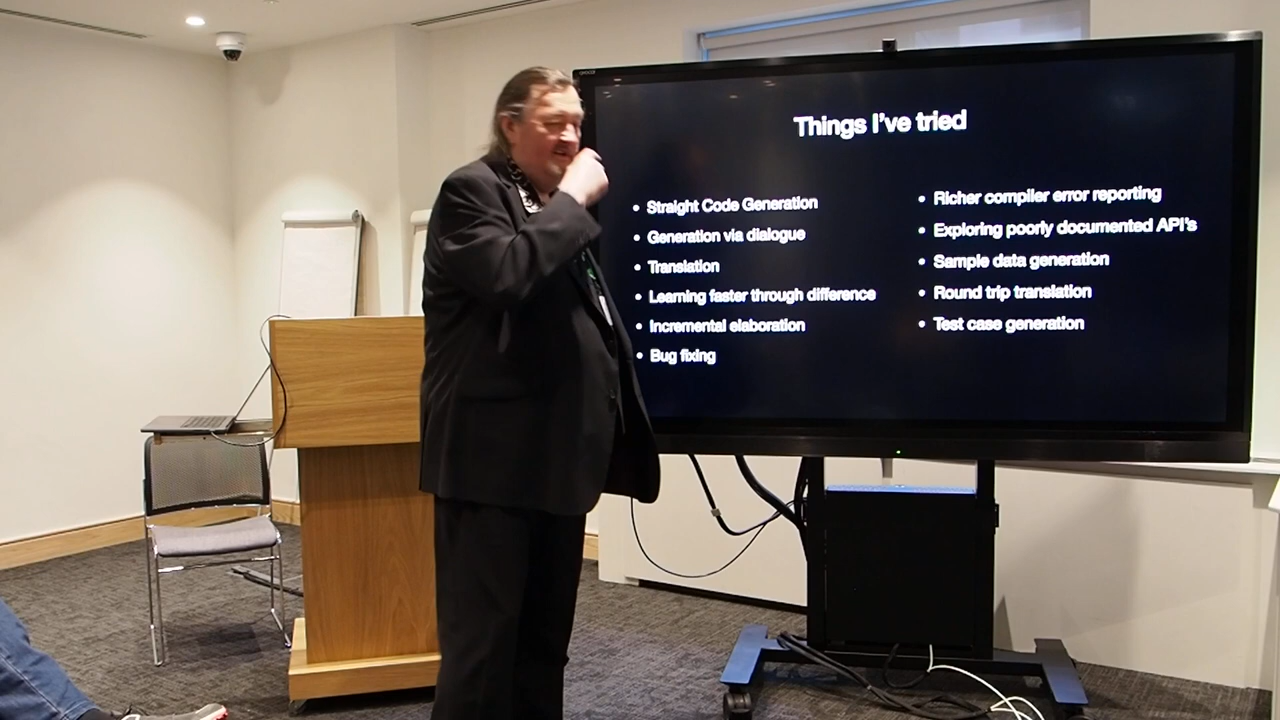 Things I've tried
• Straight Code Generation
• Generation via dialogue
• Translation
• Learning faster through difference
• Incremental elaboration
• Bug fixing
• Richer compiler error reporting
• Exploring poorly documented API's
• Sample data generation
• Round trip translation
• Test case generation